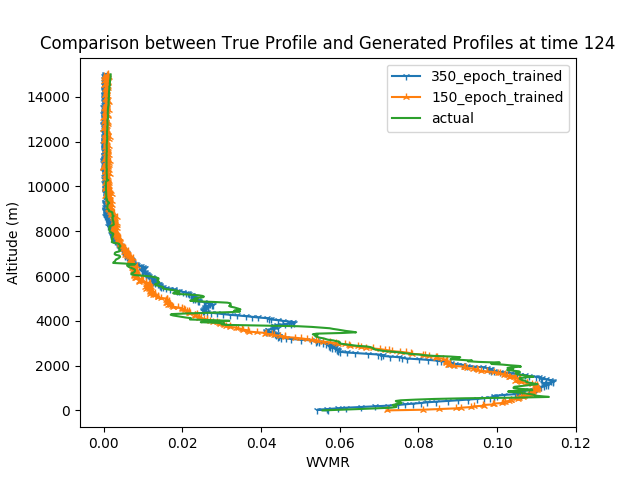 Comparison between True Profile and Generated Profiles at time 124
350_epoch_trained
150_epoch_trained
actual
Altitude (m)
14000
12000
10000
8000
6000
4000
2000
0
0.00 0.02 0.04 0.06 0.08 0.10 0.12
WVMR